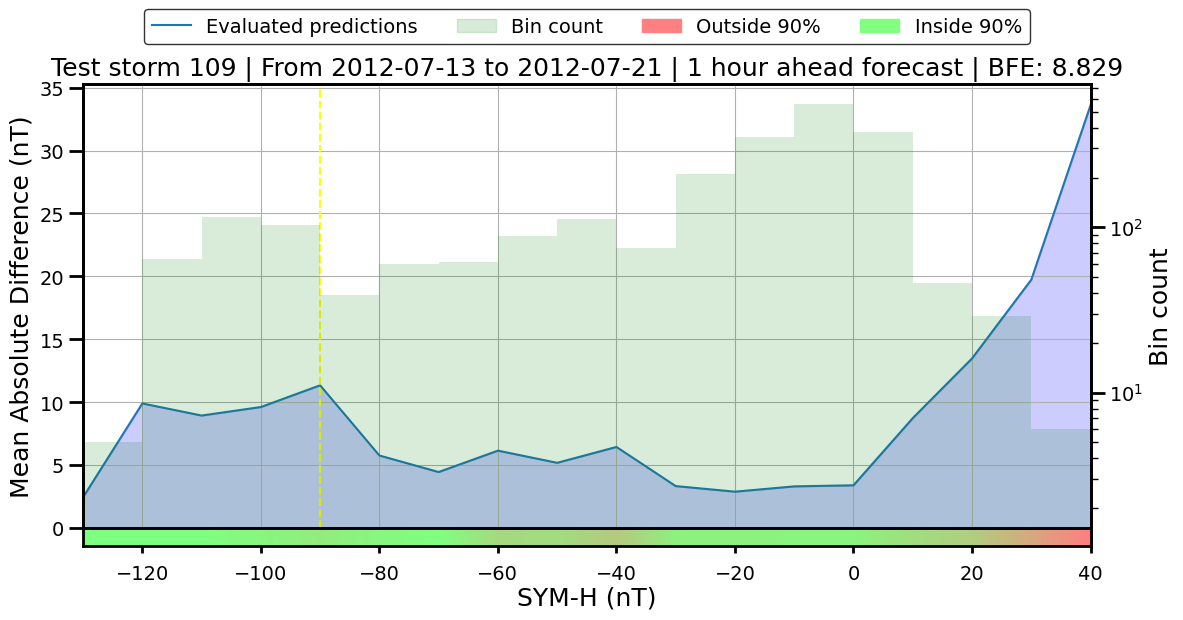 Evaluated predictions Bin count Outside 90% Inside 90%
Test storm 109 | From 2012-07-13 to 2012-07-21 | 1 hour ahead forecast | BFE: 8.829
Mean Absolute Difference (nT)
35
30
25
20
15
10
5
0
10²
10¹
Bin count
−120 −100 −80 −60 −40 −20 0 20 40
SYM-H (nT)